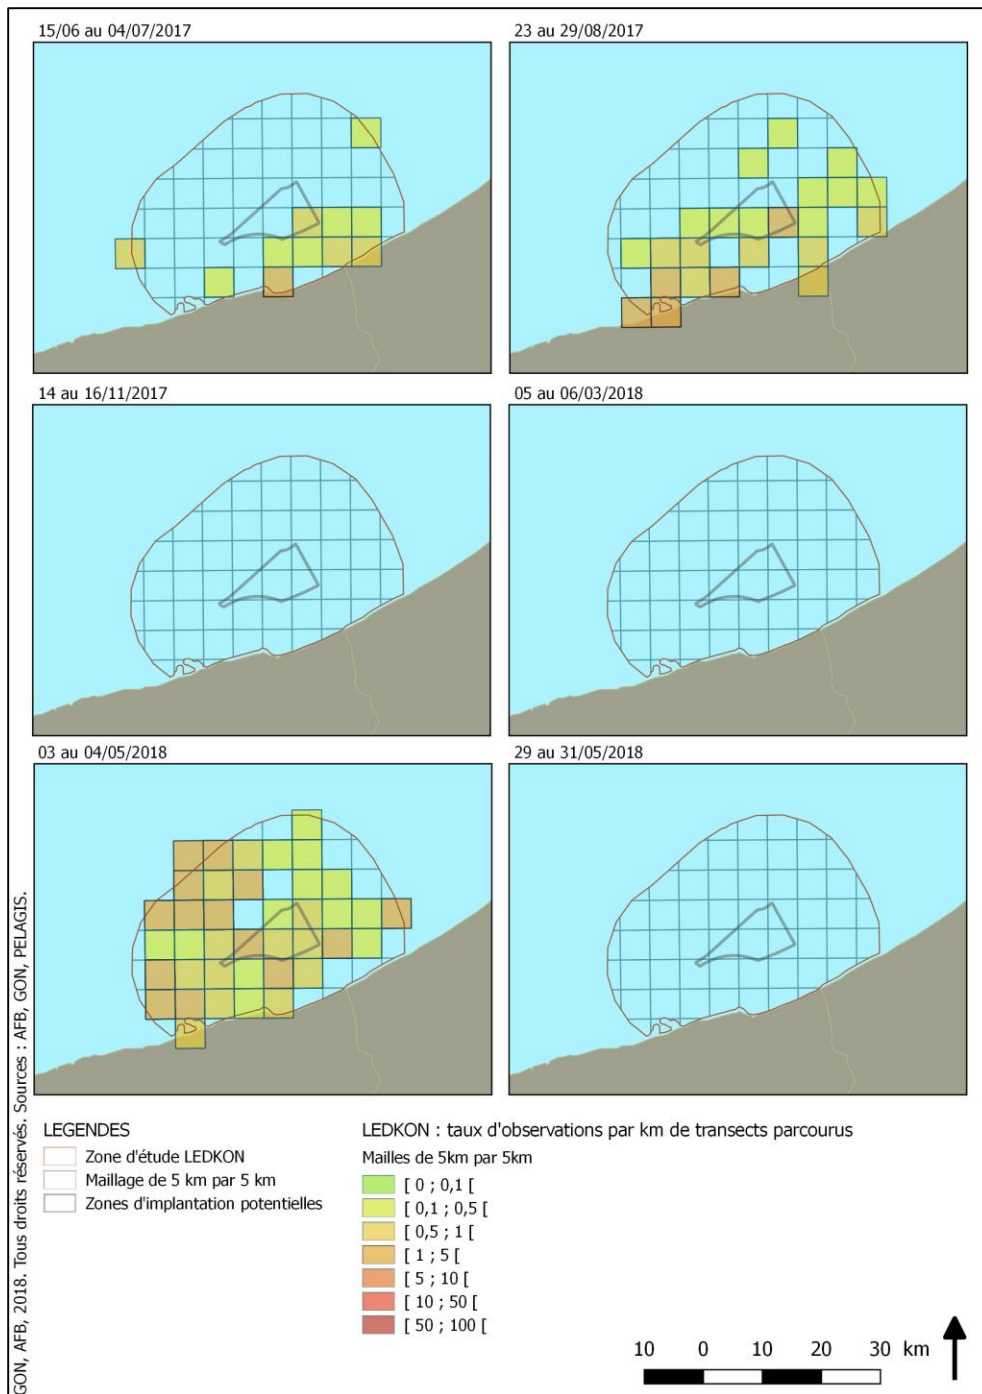 15/06 au 04/07/2017
23 au 29/08/2017
14 au 16/11/2017
05 au 06/03/2018
03 au 04/05/2018
29 au 31/05/2018
GON, AFB, 2018. Tous droits réservés. Sources : AFB, GON, PELAGIS.
LEGENDES
Zone d'étude LEDKON
Maillage de 5 km par 5 km
Zones d'implantation potentielles
LEDKON : taux d'observations par km de transects parcourus
Mailles de 5km par 5km
[ 0 ; 0,1 [
[ 0,1 ; 0,5 [
[ 0,5 ; 1 [
[ 1 ; 5 [
[ 5 ; 10 [
[ 10 ; 50 [
[ 50 ; 100 [
10 0 10 20 30 km